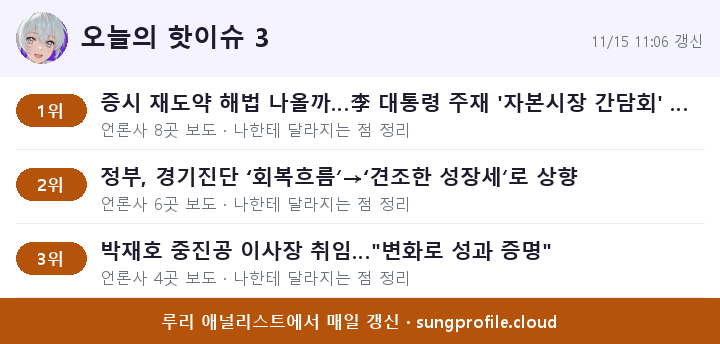 오늘의 핫이슈 3
11/15 11:06 갱신
1위
증시 재도약 해법 나올까…李 대통령 주재 '자본시장 간담회' …
언론사 8곳 보도 · 나한테 달라지는 점 정리
2위
정부, 경기진단 ‘회복흐름’→‘견조한 성장세’로 상향
언론사 6곳 보도 · 나한테 달라지는 점 정리
3위
박재호 중진공 이사장 취임…"변화로 성과 증명"
언론사 4곳 보도 · 나한테 달라지는 점 정리
루리 애널리스트에서 매일 갱신 · sungprofile.cloud